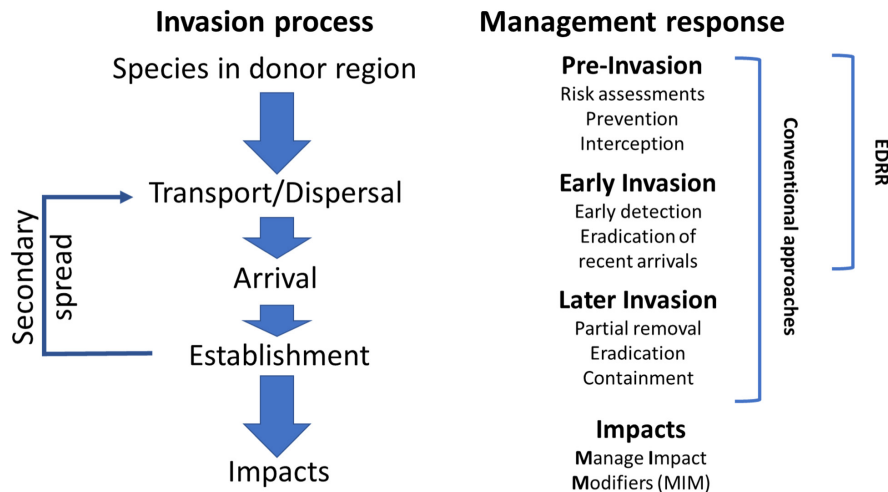 Invasion process
Species in donor region
Transport/Dispersal
Arrival
Establishment
Impacts
Secondary
spread
Management response
Pre-Invasion
Risk assessments
Prevention
Interception
Early Invasion
Early detection
Eradication of
recent arrivals
Later Invasion
Partial removal
Eradication
Containment
Impacts
Manage Impact
Modifiers (MIM)
Conventional approaches
EDRR